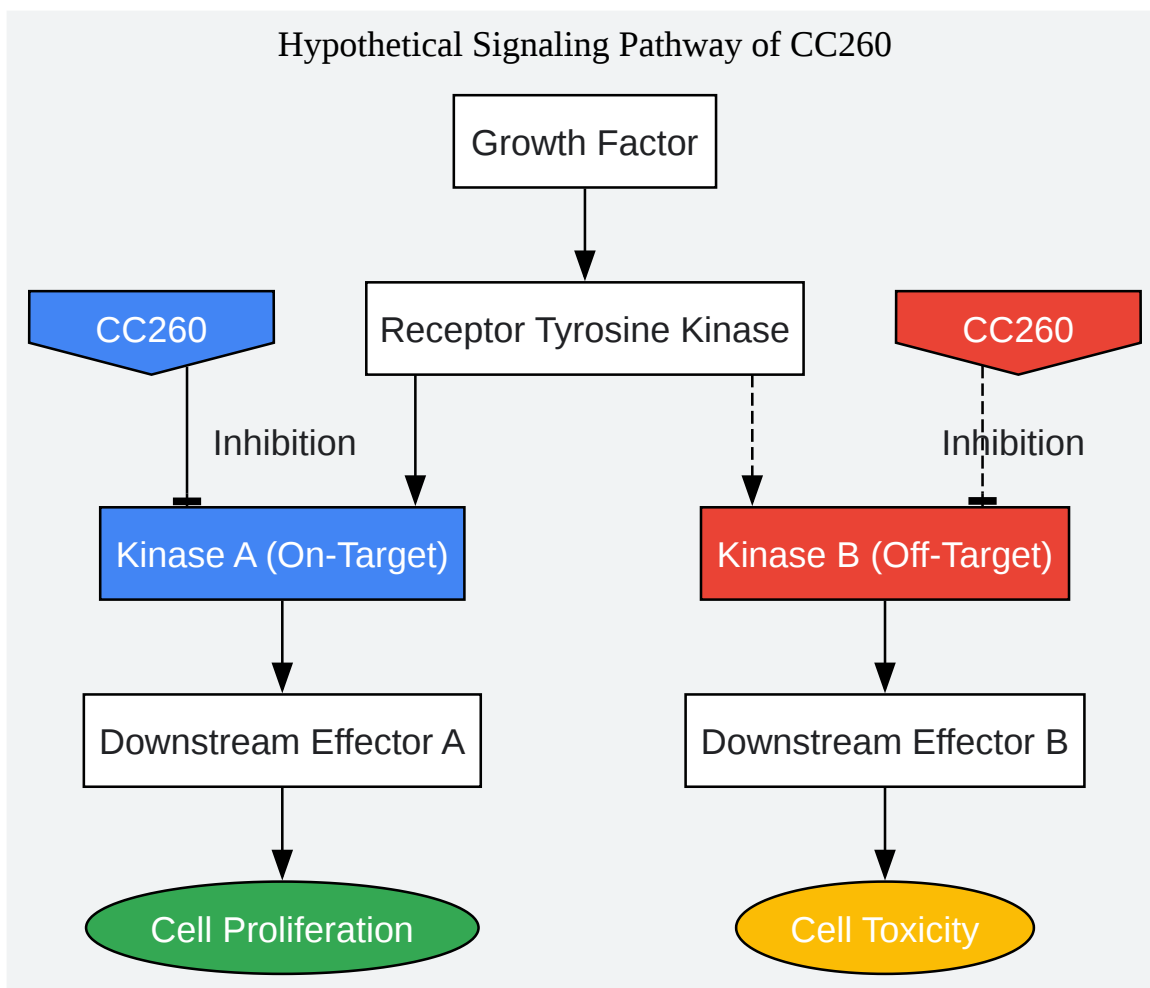 Hypothetical Signaling Pathway of CC260
Growth Factor
CC260
Receptor Tyrosine Kinase
CC260
Inhibition
Inhibition
Kinase A (On-Target)
Kinase B (Off-Target)
Downstream Effector A
Downstream Effector B
Cell Proliferation
Cell Toxicity